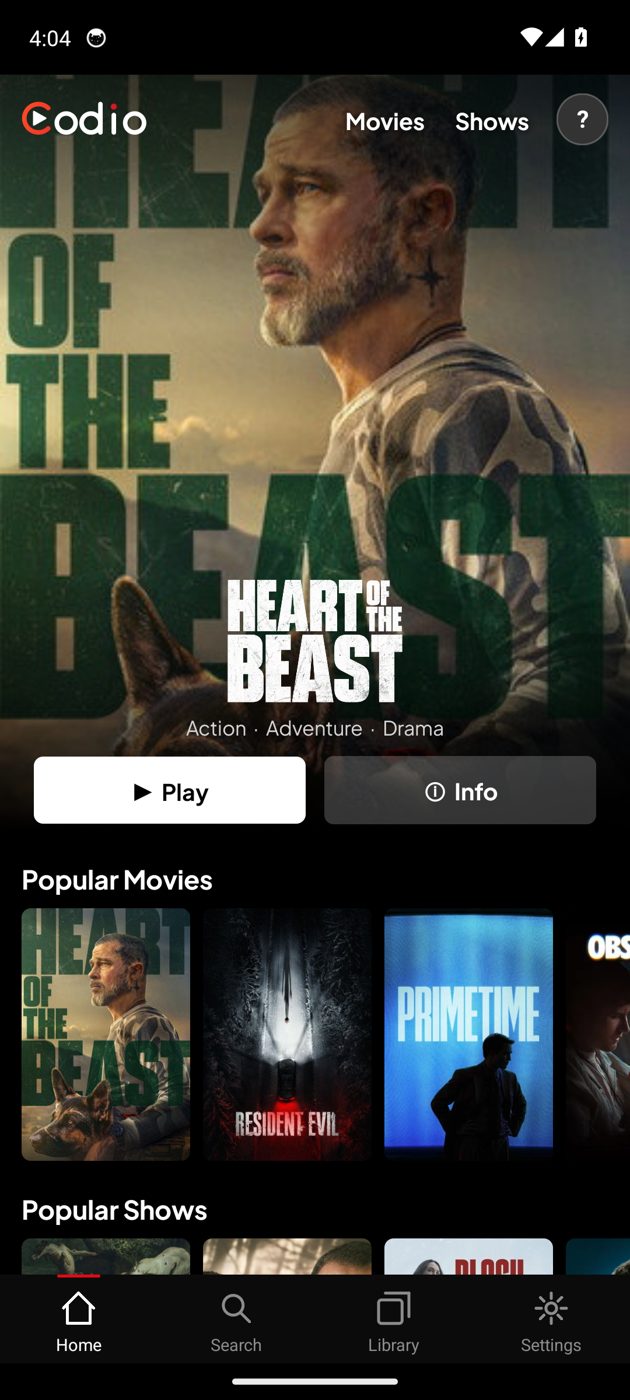 4:04
Codio
Movies
Shows
?
HEART
OF
THE
BEAST
HEART OF THE
BEAST
Action · Adventure · Drama
Play
Info
Popular Movies
HEART
OF
THE
BEAST
RESIDENT EVIL
PRIMETIME
OBS
Popular Shows
Home
Search
Library
Settings